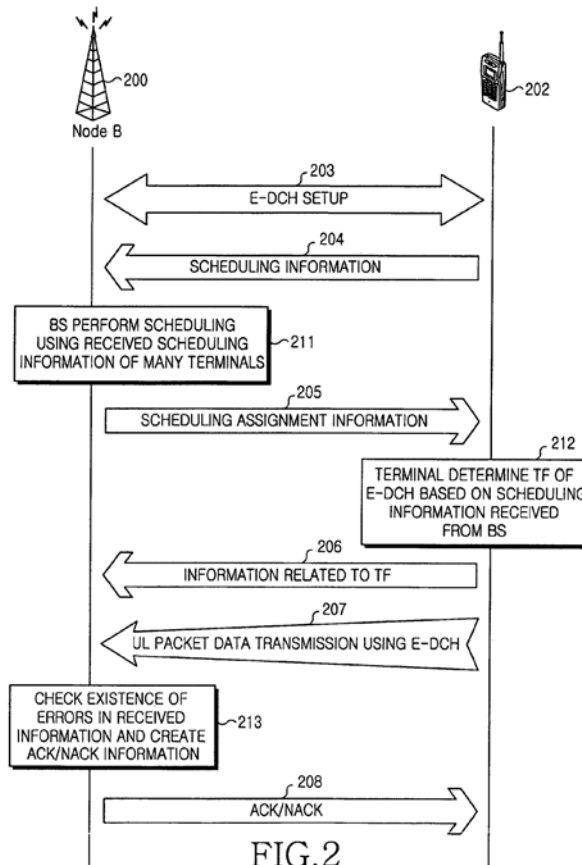 200
Node B
202
203
E-DCH SETUP
204
SCHEDULING INFORMATION
BS PERFORM SCHEDULING
USING RECEIVED SCHEDULING
INFORMATION OF MANY TERMINALS
211
205
SCHEDULING ASSIGNMENT INFORMATION
212
TERMINAL DETERMINE TF OF
E-DCH BASED ON SCHEDULING
INFORMATION RECEIVED
FROM BS
206
INFORMATION RELATED TO TF
207
UL PACKET DATA TRANSMISSION USING E-DCH
CHECK EXISTENCE OF
ERRORS IN RECEIVED
INFORMATION AND CREATE
ACK/NACK INFORMATION
213
208
ACK/NACK
FIG.2